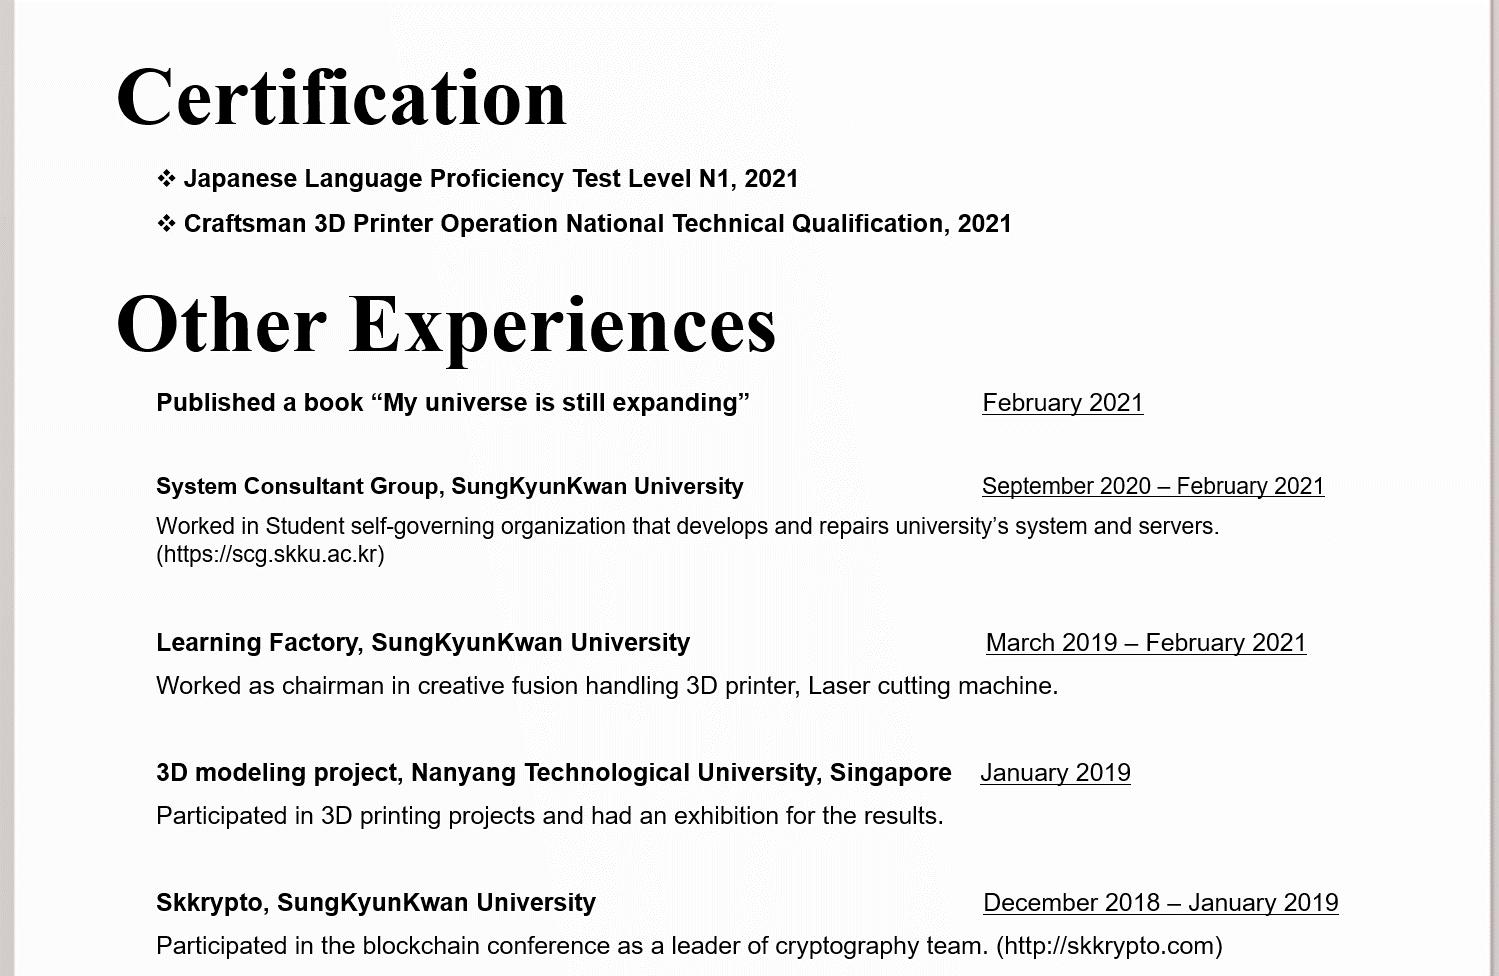 Certification
❖ Japanese Language Proficiency Test Level N1, 2021
❖ Craftsman 3D Printer Operation National Technical Qualification, 2021
Other Experiences
Published a book “My universe is still expanding” February 2021
System Consultant Group, SungKyunKwan University September 2020 – February 2021
Worked in Student self-governing organization that develops and repairs university’s system and servers.
(https://scg.skku.ac.kr)
Learning Factory, SungKyunKwan University March 2019 – February 2021
Worked as chairman in creative fusion handling 3D printer, Laser cutting machine.
3D modeling project, Nanyang Technological University, Singapore January 2019
Participated in 3D printing projects and had an exhibition for the results.
Skkrypto, SungKyunKwan University December 2018 – January 2019
Participated in the blockchain conference as a leader of cryptography team. (http://skkrypto.com)